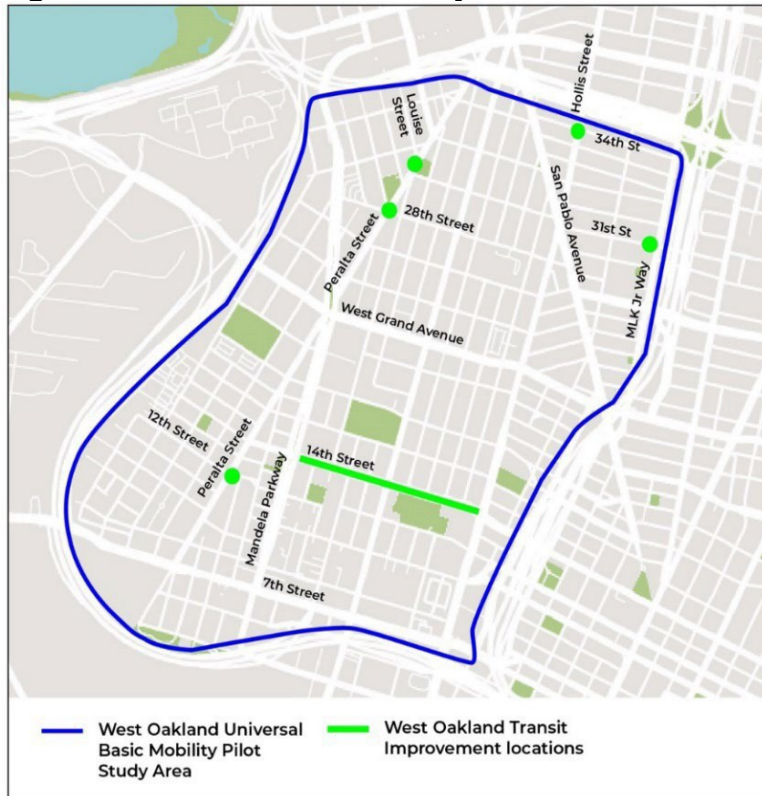 Hollis Street
Louise
Street
34th St
San Pablo Avenue
31st St
28th Street
Peralta Street
MLK Jr Way
West Grand Avenue
12th Street
Peralta Street
14th Street
Mandela Parkway
7th Street
West Oakland Universal
Basic Mobility Pilot
Study Area
West Oakland Transit
Improvement locations